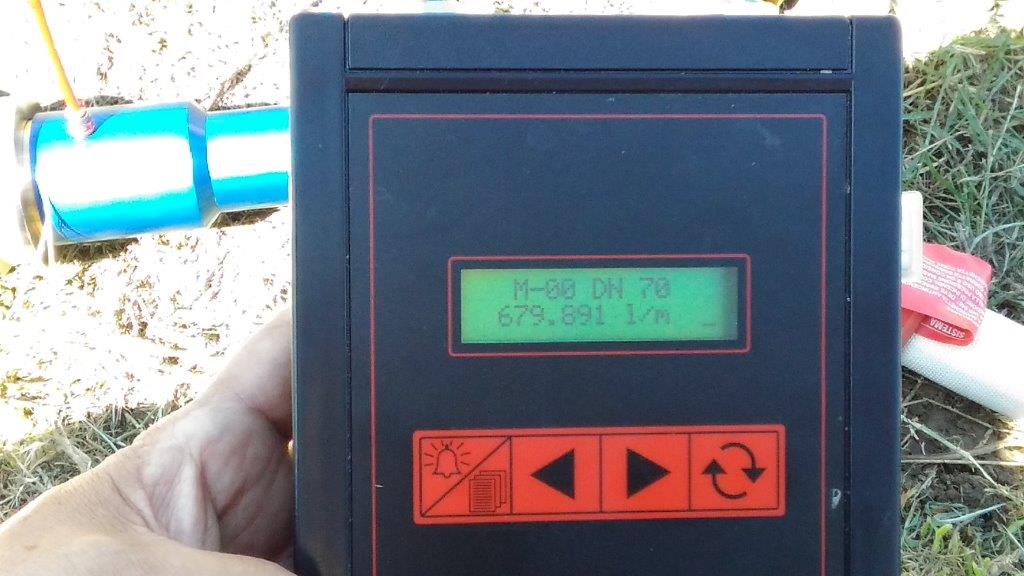 M-00 DN 70
679.891 l/m _
SISTEMA